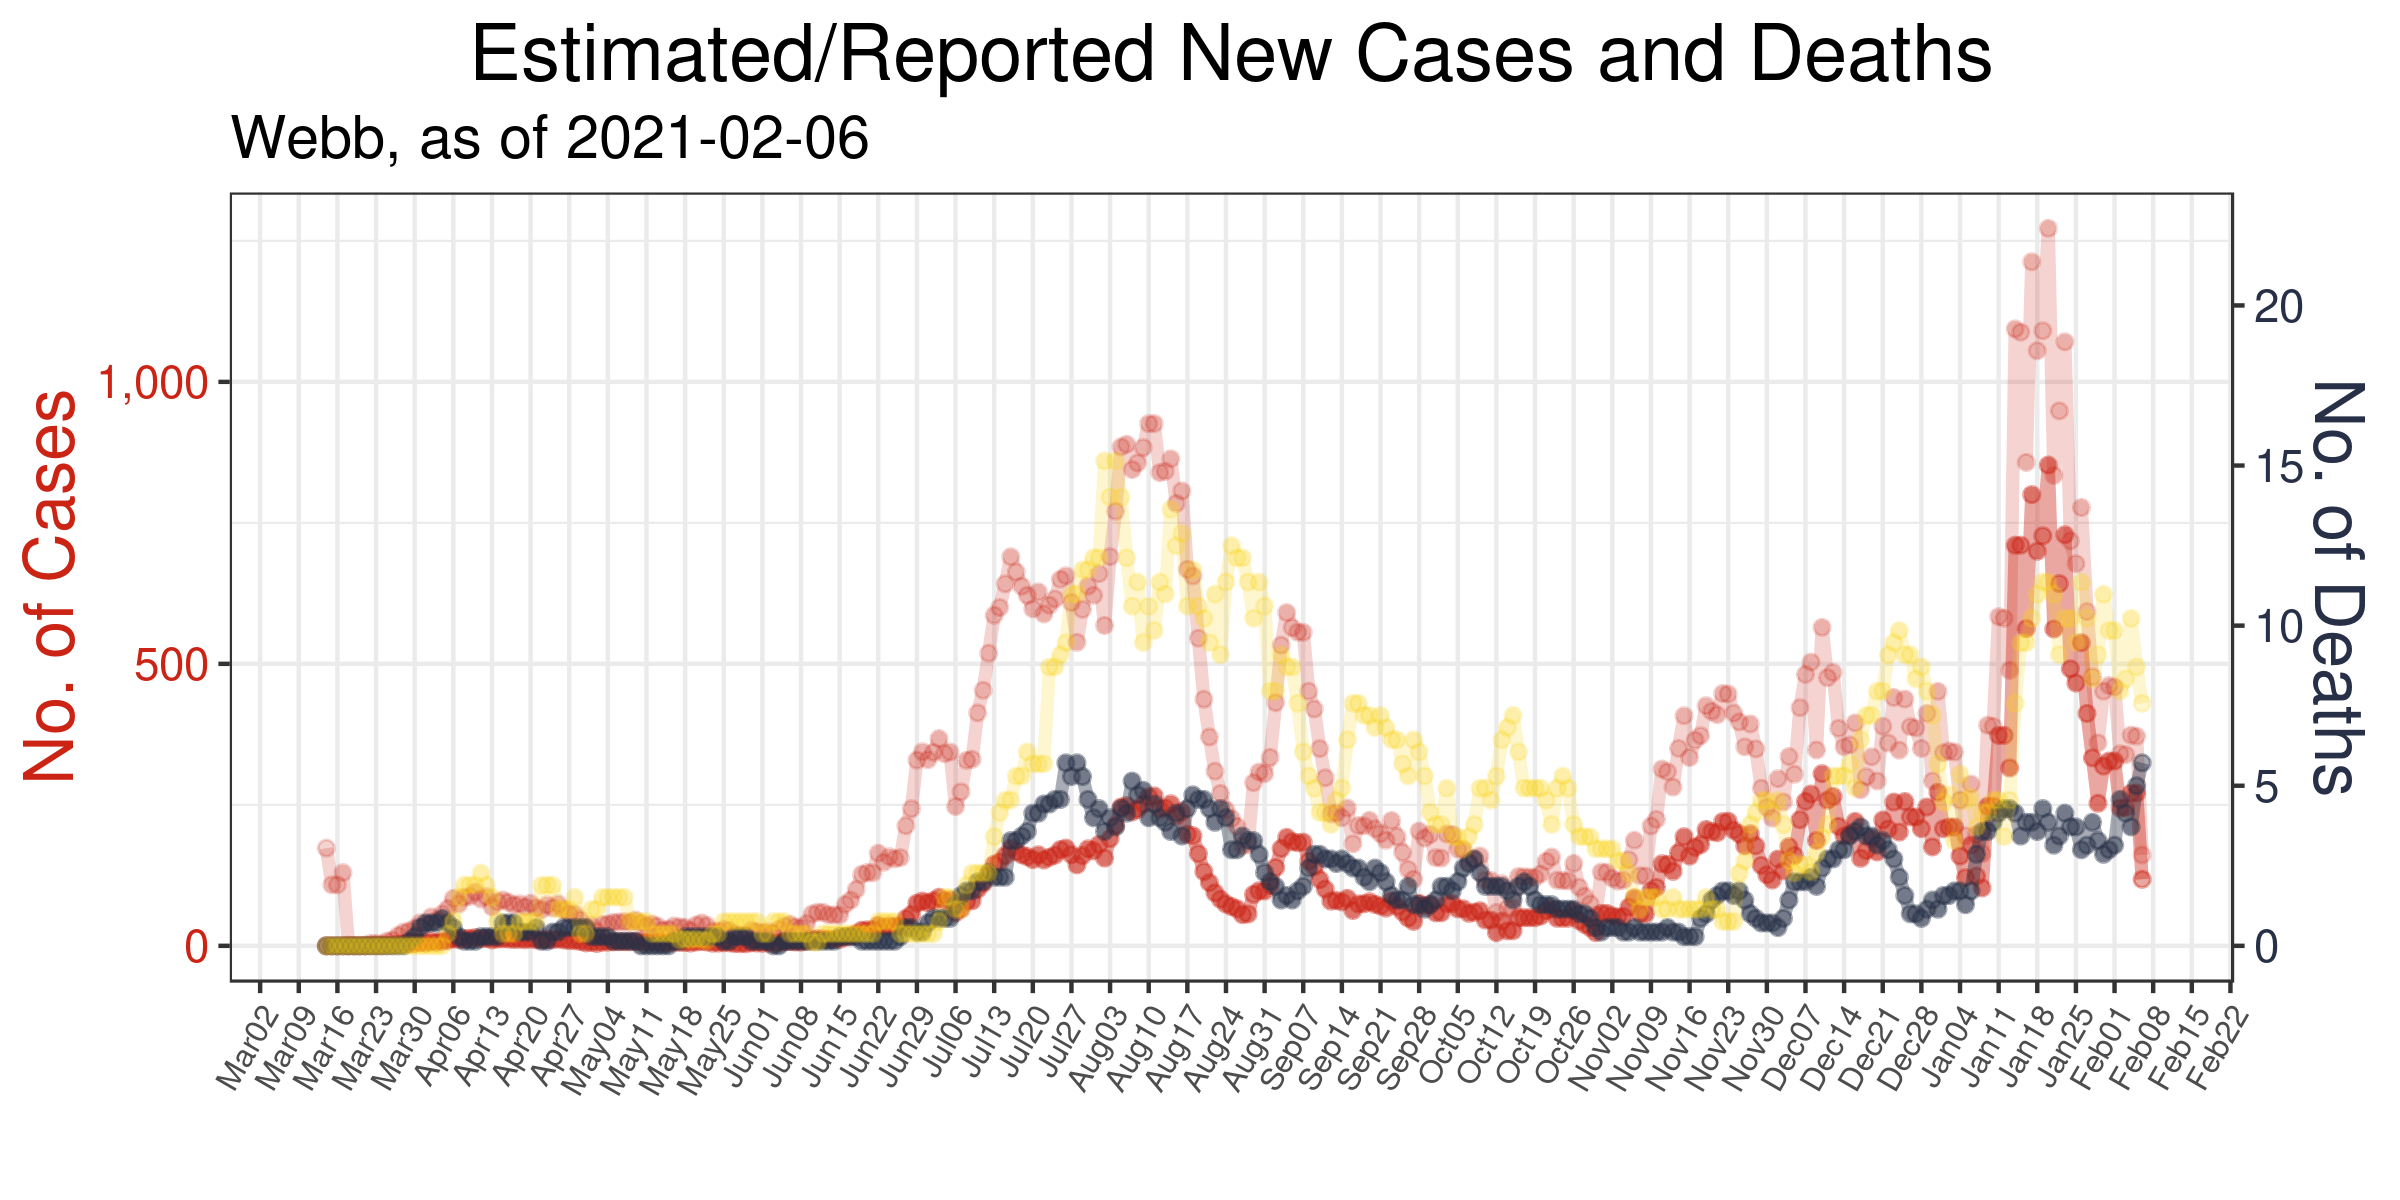 Estimated/Reported New Cases and Deaths
Webb, as of 2021-02-06
No. of Cases
1,000
500
0
20
15
10
5
0
No. of Deaths
Mar02 Mar09 Mar16 Mar23 Mar30 Apr06 Apr13 Apr20 Apr27 May04 May11 May18 May25 Jun01 Jun08 Jun15 Jun22 Jun29 Jul06 Jul13 Jul20 Jul27 Aug03 Aug10 Aug17 Aug24 Aug31 Sep07 Sep14 Sep21 Sep28 Oct05 Oct12 Oct19 Oct26 Nov02 Nov09 Nov16 Nov23 Nov30 Dec07 Dec14 Dec21 Dec28 Jan04 Jan11 Jan18 Jan25 Feb01 Feb08 Feb15 Feb22